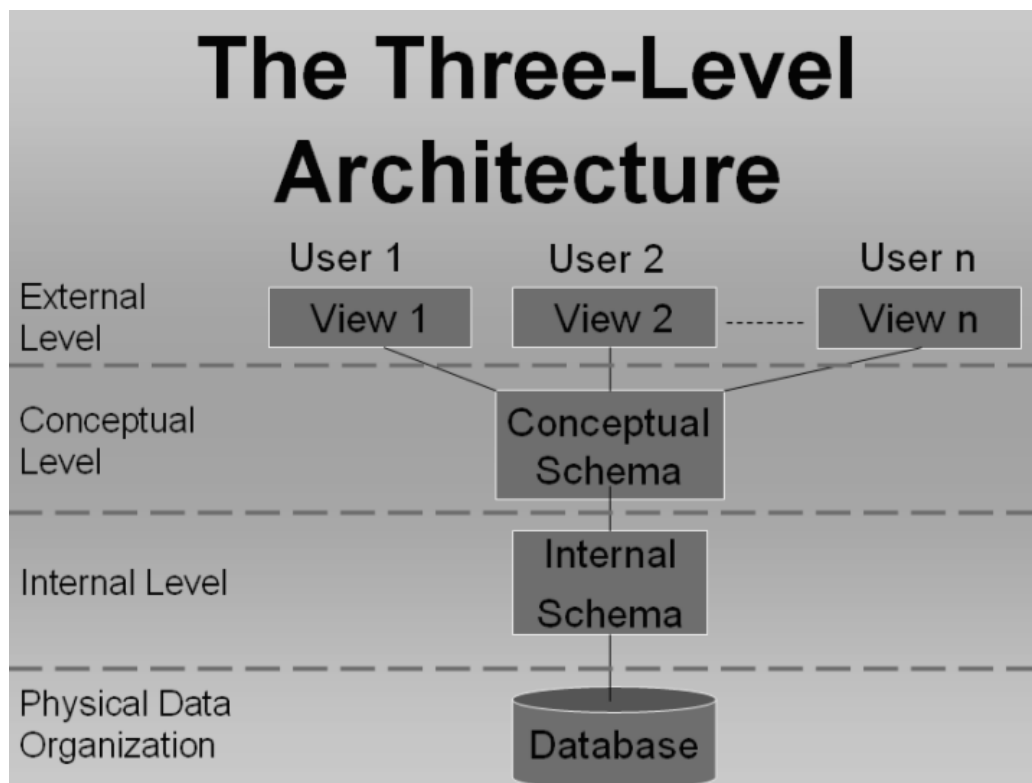 The Three-Level
Architecture
User 1
User 2
User n
External
Level
View 1
View 2
View n
Conceptual
Level
Conceptual
Schema
Internal Level
Internal
Schema
Physical Data
Organization
Database